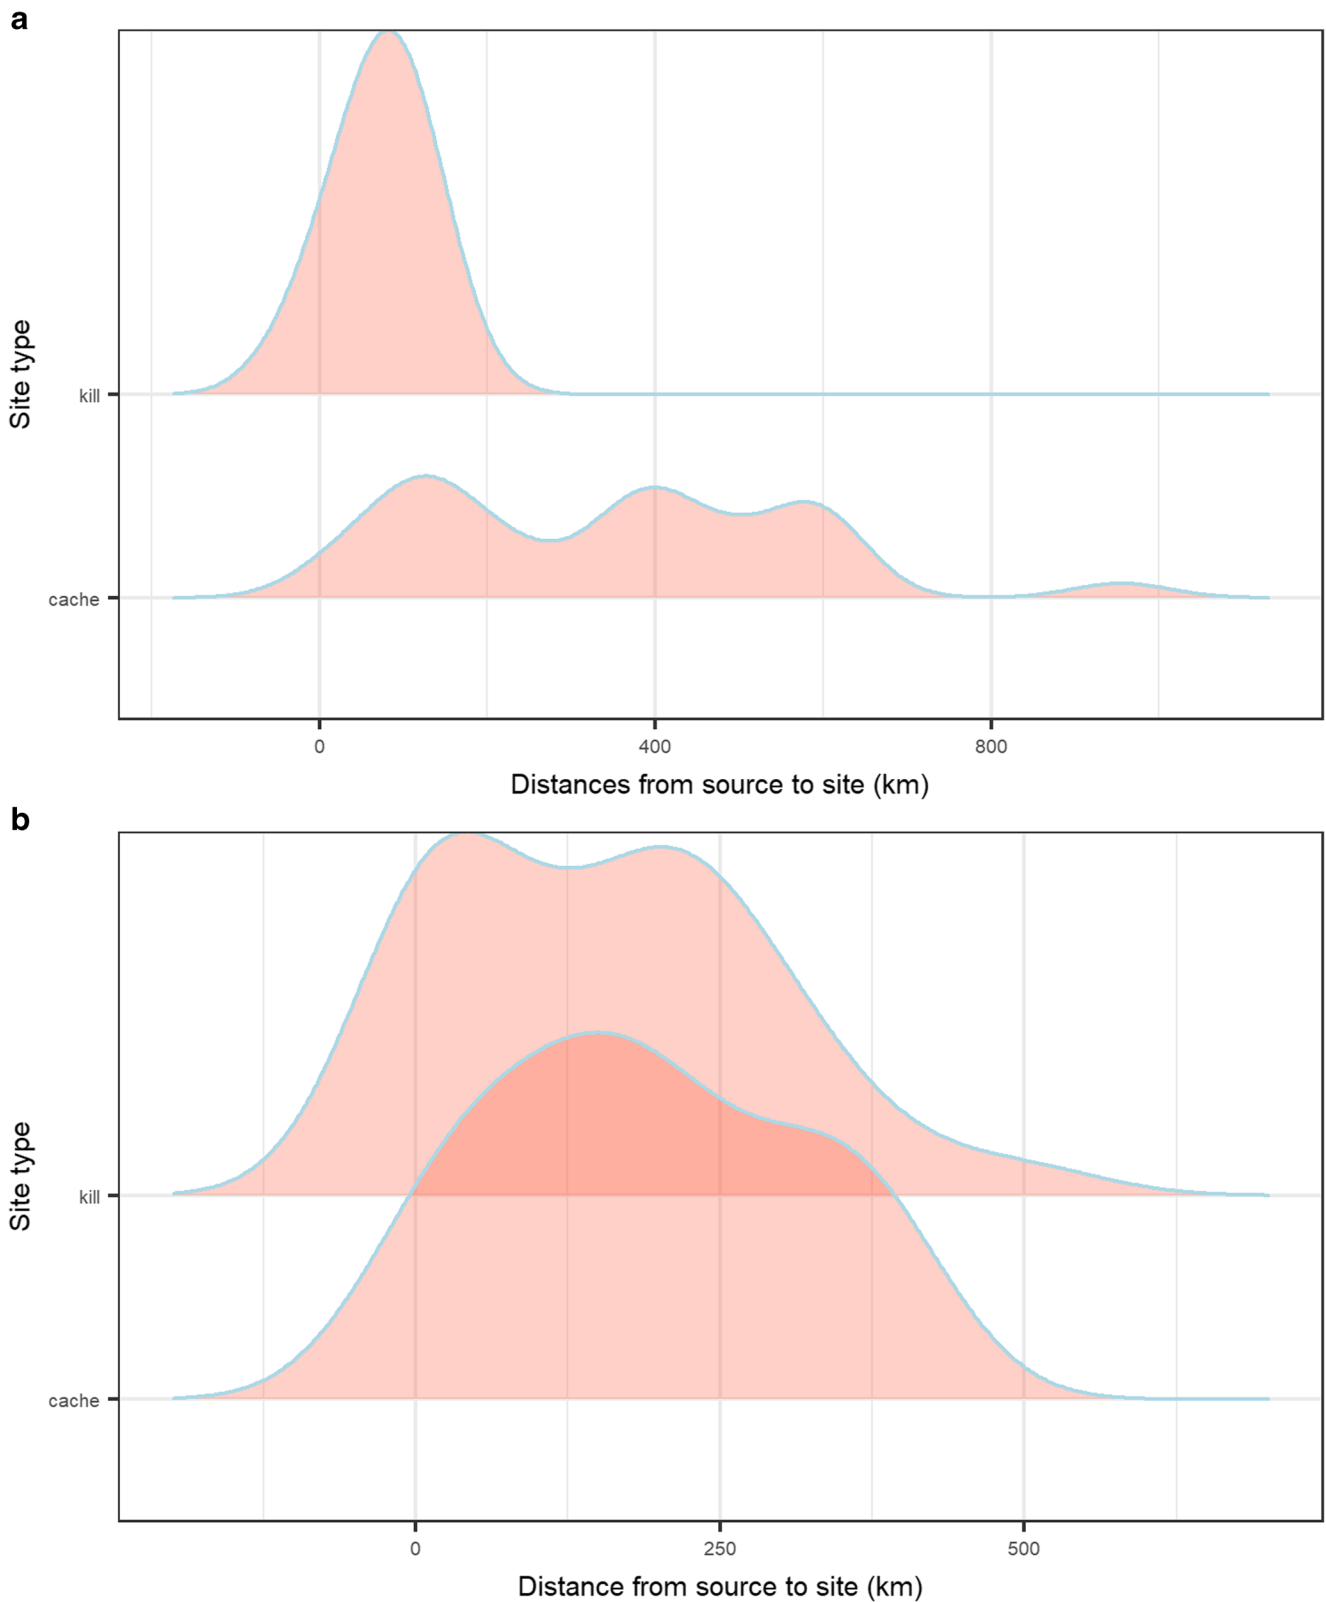 a
Site type
kill
cache
0 400 800
Distances from source to site (km)
b
Site type
kill
cache
0 250 500
Distance from source to site (km)